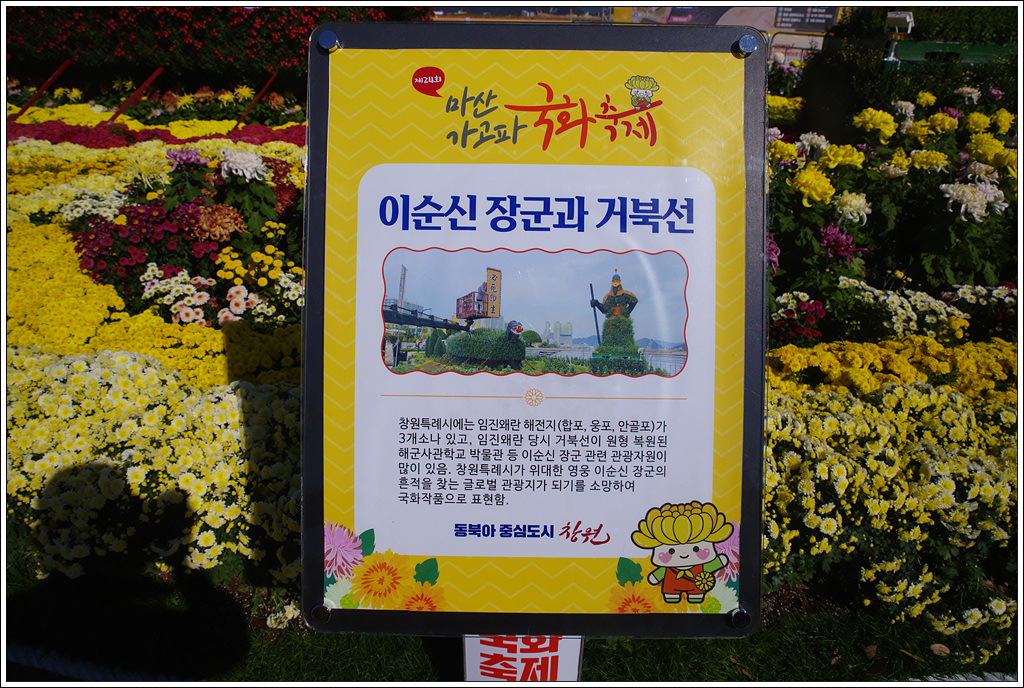 제24회
마산
가고파
국화축제
이순신 장군과 거북선
창원특례시에는 임진왜란 해전지(합포, 웅포, 안골포)가
3개소나 있고, 임진왜란 당시 거북선이 원형 복원된
해군사관학교 박물관 등 이순신 장군 관련 관광자원이
많이 있음. 창원특례시가 위대한 영웅 이순신 장군의
흔적을 찾는 글로벌 관광지가 되기를 소망하여
국화작품으로 표현함.
동북아 중심도시 창원
국화
축제